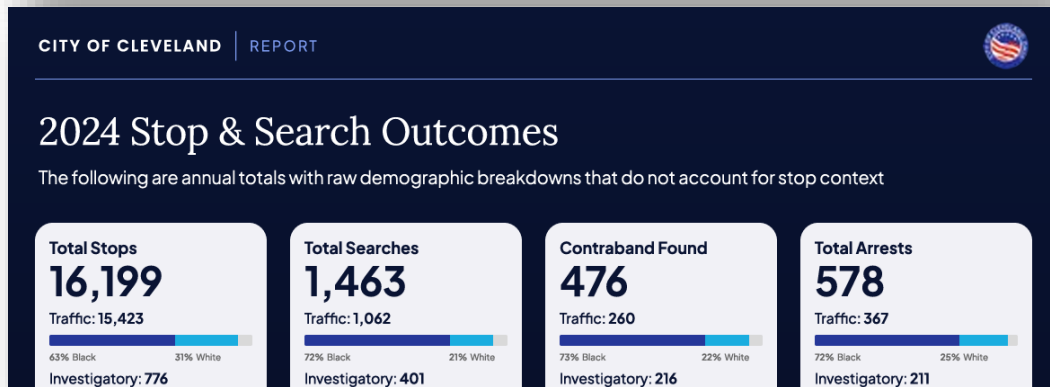 CITY OF CLEVELAND | REPORT
2024 Stop & Search Outcomes
The following are annual totals with raw demographic breakdowns that do not account for stop context
Total Stops
16,199
Traffic: 15,423
63% Black 31% White
Investigatory: 776
Total Searches
1,463
Traffic: 1,062
72% Black 21% White
Investigatory: 401
Contraband Found
476
Traffic: 260
73% Black 22% White
Investigatory: 216
Total Arrests
578
Traffic: 367
72% Black 25% White
Investigatory: 211